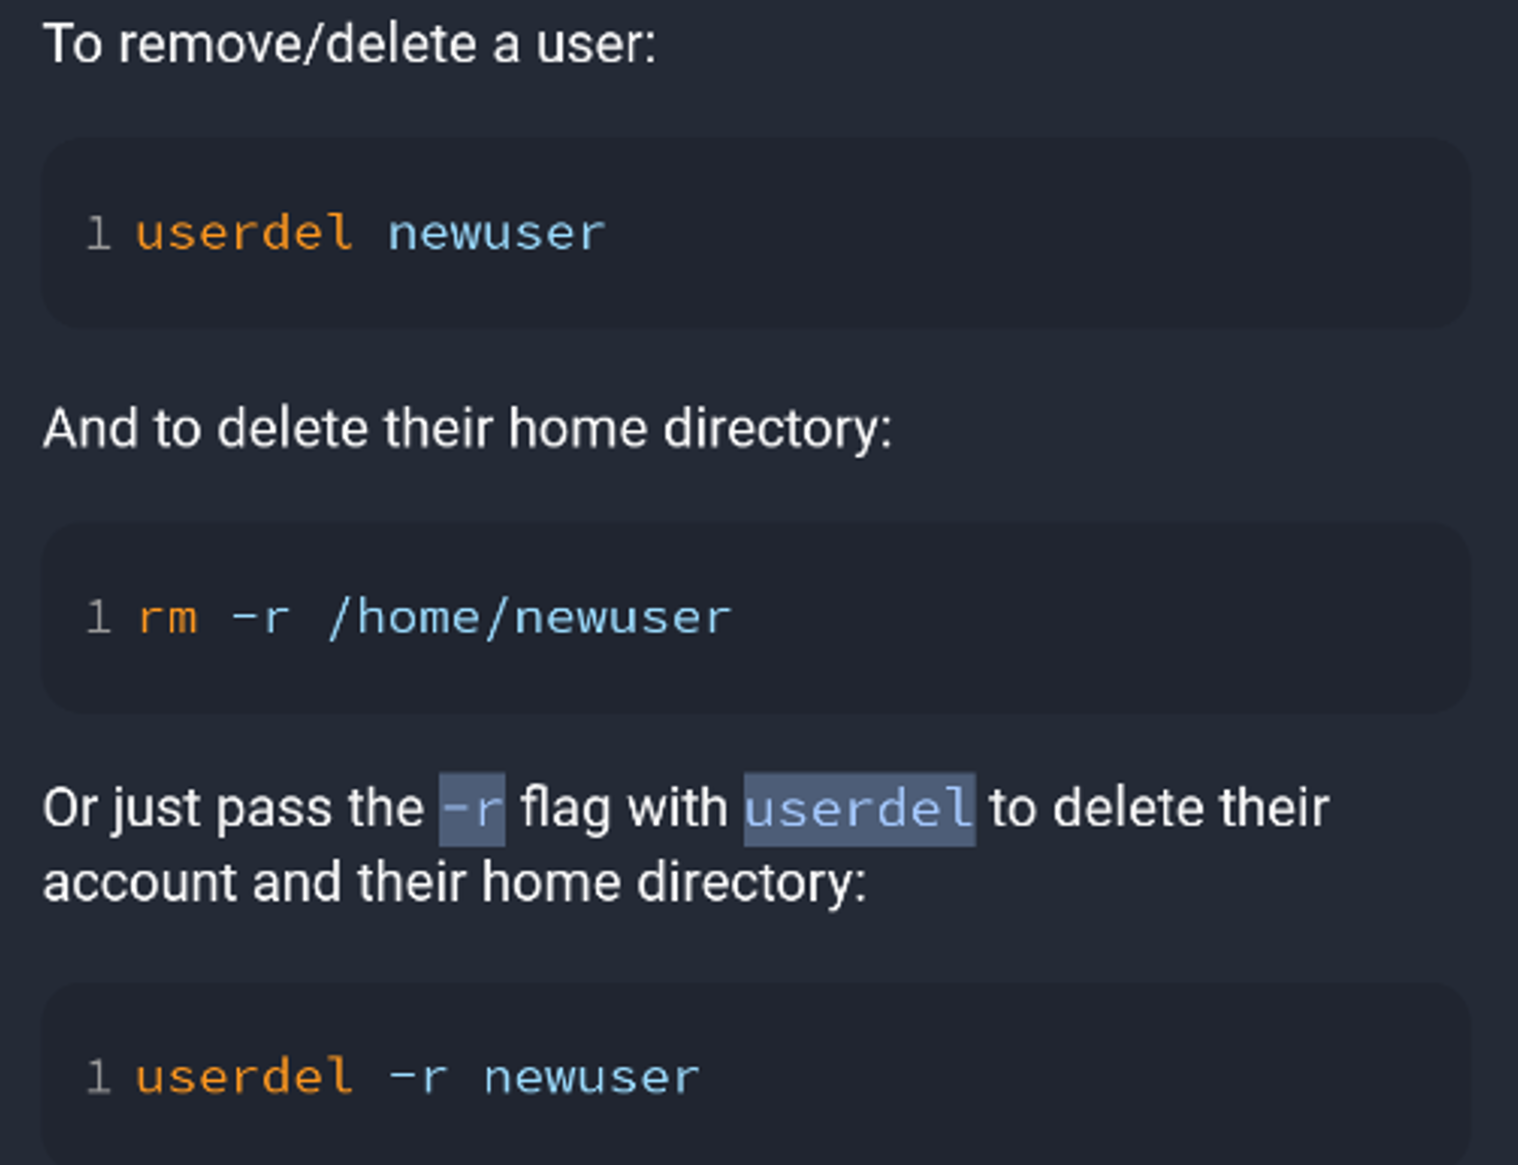 To remove/delete a user:
1 userdel newuser
And to delete their home directory:
1 rm -r /home/newuser
Or just pass the -r flag with userdel to delete their
account and their home directory:
1 userdel -r newuser